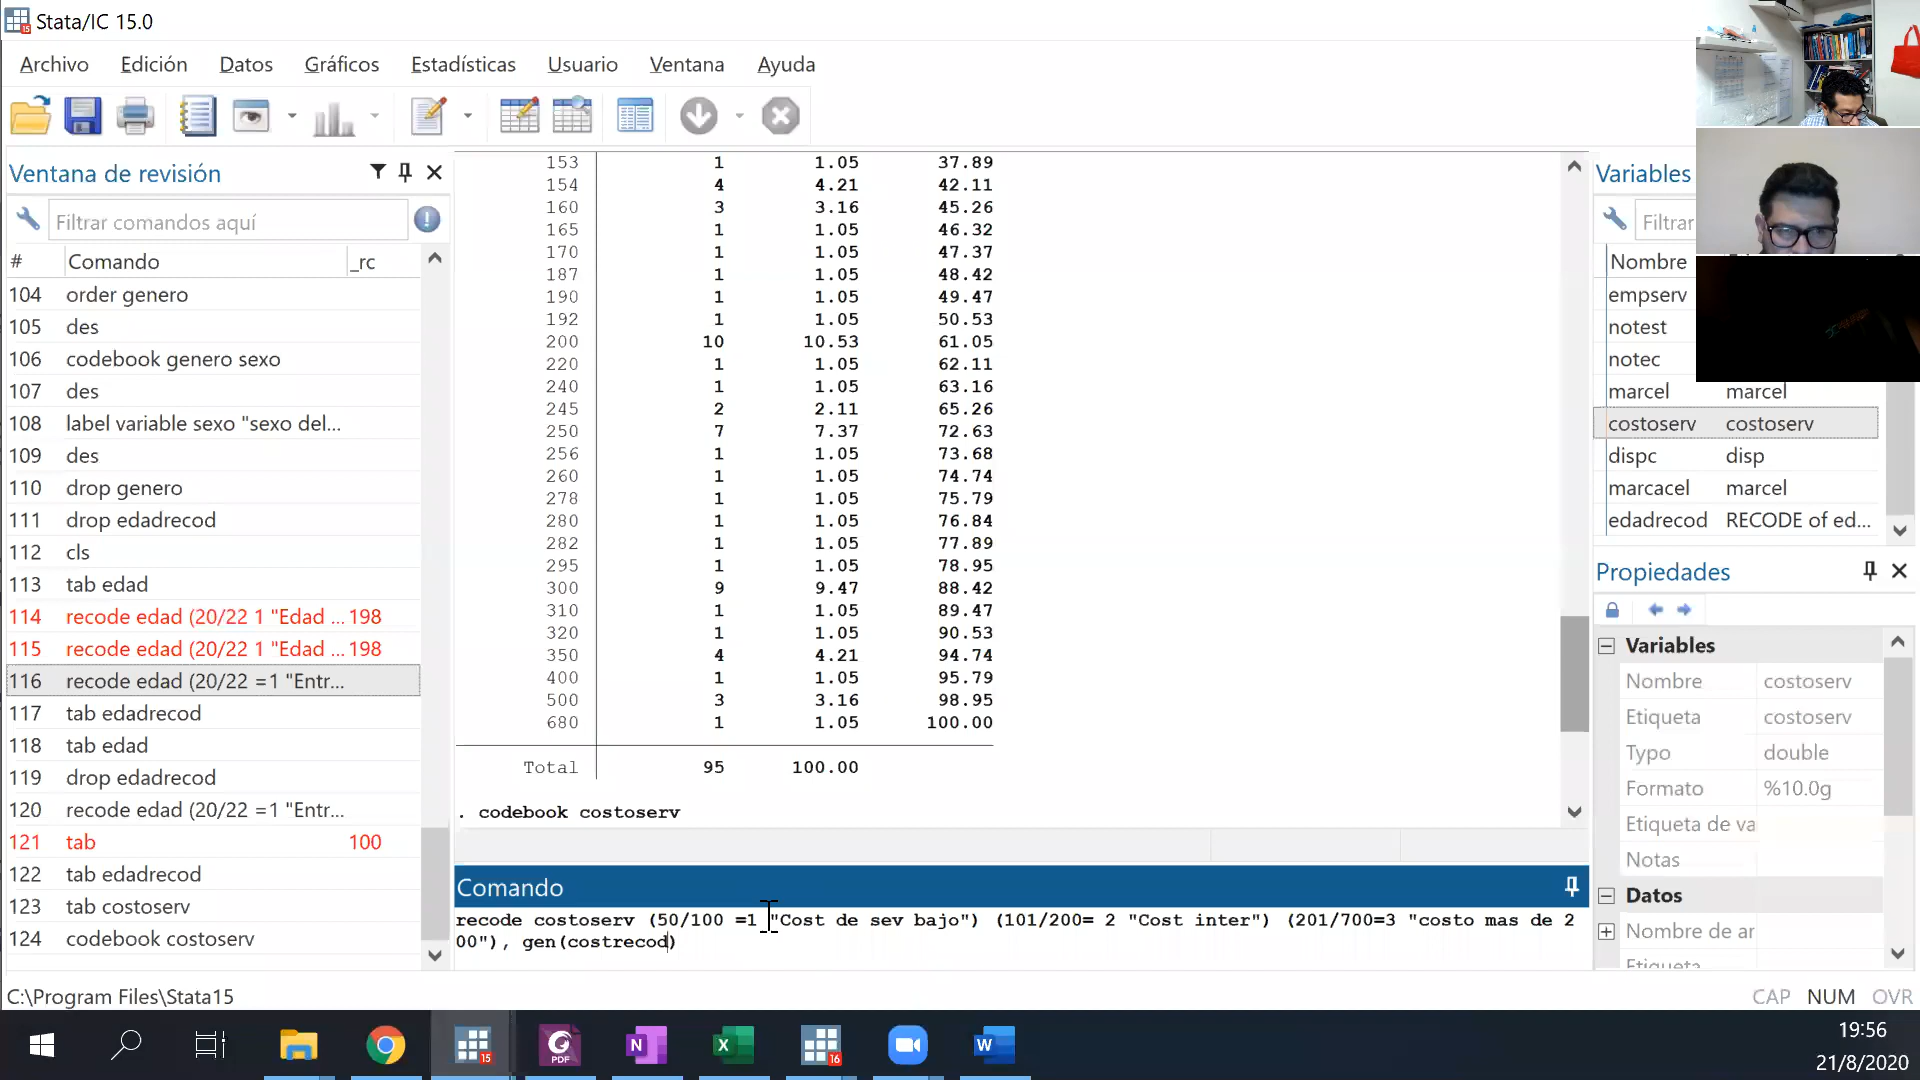 Stata/IC 15.0
Archivo Edición Datos Gráficos Estadísticas Usuario Ventana Ayuda
Ventana de revisión
Filtrar comandos aquí
# Comando _rc
104 order genero
105 des
106 codebook genero sexo
107 des
108 label variable sexo "sexo del...
109 des
110 drop genero
111 drop edadrecod
112 cls
113 tab edad
114 recode edad (20/22 1 "Edad ... 198
115 recode edad (20/22 1 "Edad ... 198
116 recode edad (20/22 =1 "Entr...
117 tab edadrecod
118 tab edad
119 drop edadrecod
120 recode edad (20/22 =1 "Entr...
121 tab 100
122 tab edadrecod
123 tab costoserv
124 codebook costoserv
153 1 1.05 37.89
154 4 4.21 42.11
160 3 3.16 45.26
165 1 1.05 46.32
170 1 1.05 47.37
187 1 1.05 48.42
190 1 1.05 49.47
192 1 1.05 50.53
200 10 10.53 61.05
220 1 1.05 62.11
240 1 1.05 63.16
245 2 2.11 65.26
250 7 7.37 72.63
256 1 1.05 73.68
260 1 1.05 74.74
278 1 1.05 75.79
280 1 1.05 76.84
282 1 1.05 77.89
295 1 1.05 78.95
300 9 9.47 88.42
310 1 1.05 89.47
320 1 1.05 90.53
350 4 4.21 94.74
400 1 1.05 95.79
500 3 3.16 98.95
680 1 1.05 100.00
Total 95 100.00
. codebook costoserv
Comando
recode costoserv (50/100 =1 "Cost de sev bajo") (101/200= 2 "Cost inter") (201/700=3 "costo mas de 2
00"), gen(costrecod)
Variables
Filtrar
Nombre
empserv
notest
notec
marcel marcel
costoserv costoserv
dispc disp
marcacel marcel
edadrecod RECODE of ed...
Propiedades
Variables
Nombre costoserv
Etiqueta costoserv
Typo double
Formato %10.0g
Etiqueta de va
Notas
Datos
Nombre de ar
Etiqueta
C:\Program Files\Stata15
CAP NUM OVR
15
PDF
N
X
16
W
19:56
21/8/2020